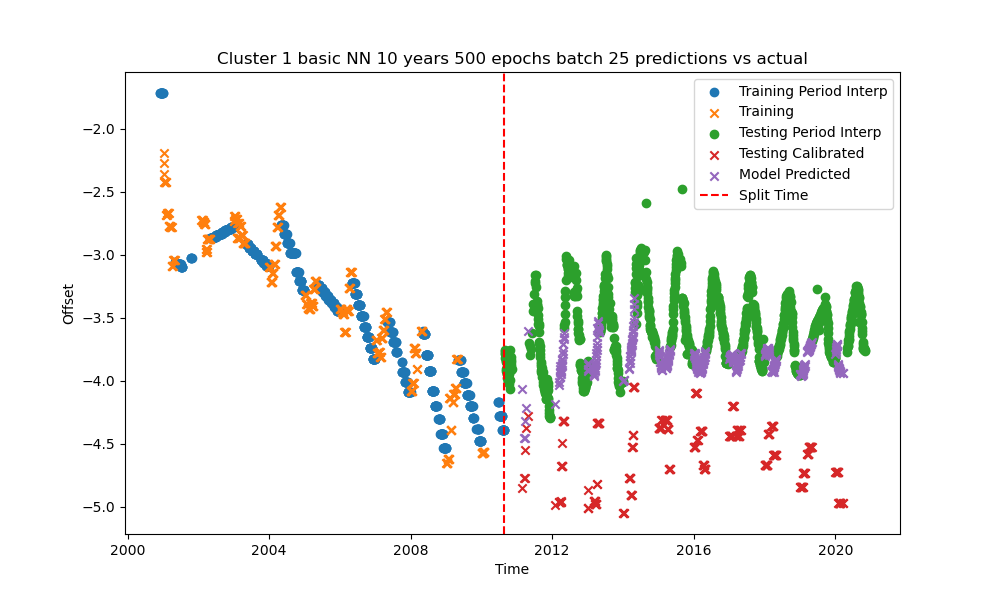 Cluster 1 basic NN 10 years 500 epochs batch 25 predictions vs actual
Training Period Interp
Training
Testing Period Interp
Testing Calibrated
Model Predicted
Split Time
Offset
−2.0
−2.5
−3.0
−3.5
−4.0
−4.5
−5.0
2000
2004
2008
2012
2016
2020
Time